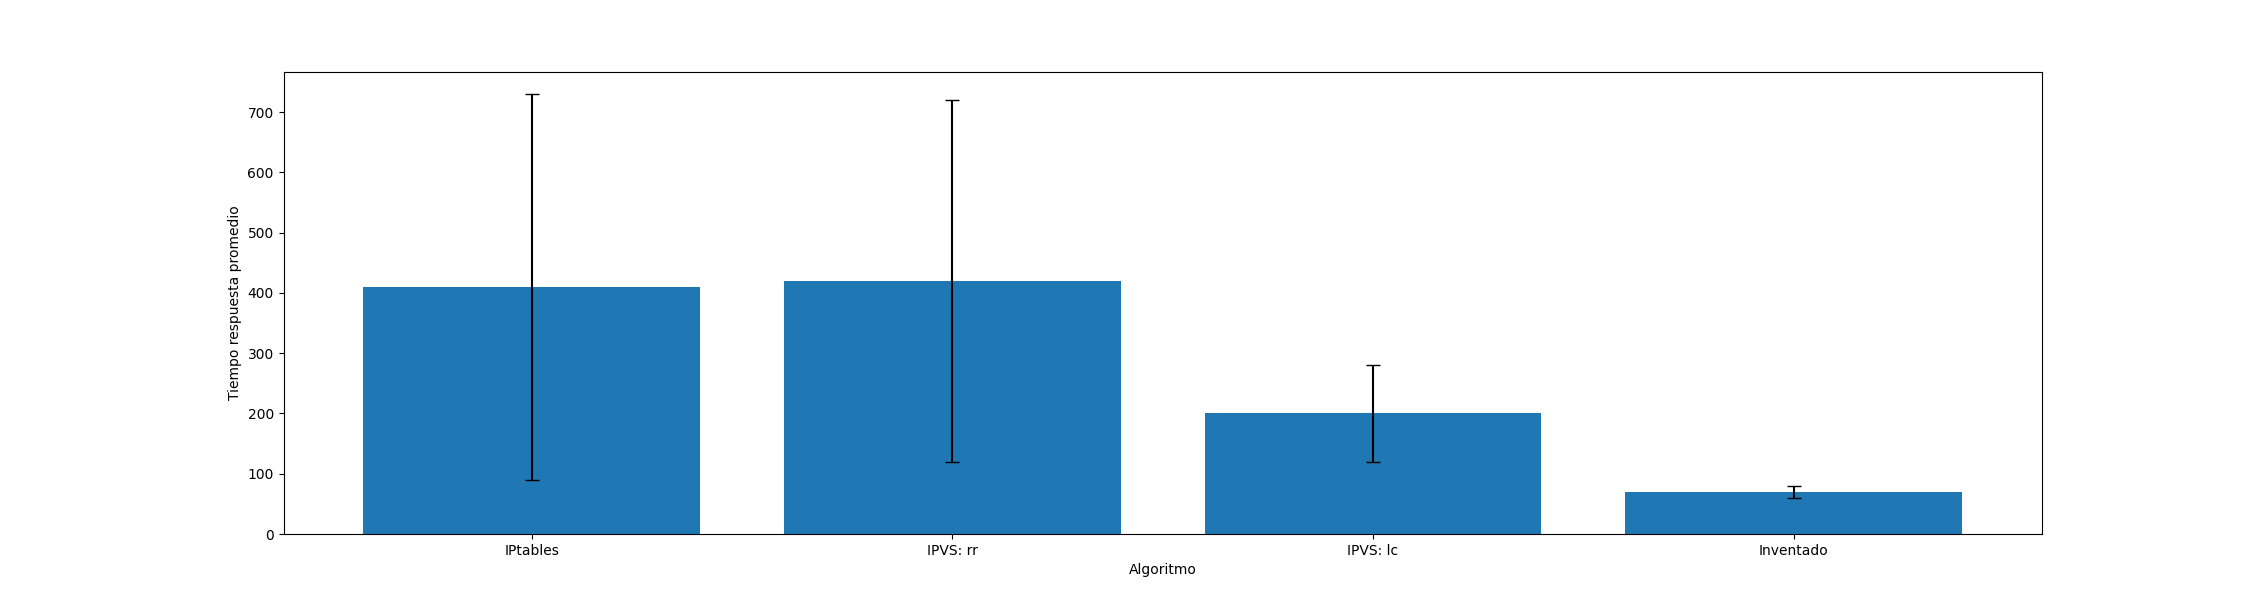 700
600
500
400
300
200
100
0
Tiempo respuesta promedio
IPtables
IPVS: rr
IPVS: lc
Inventado
Algoritmo